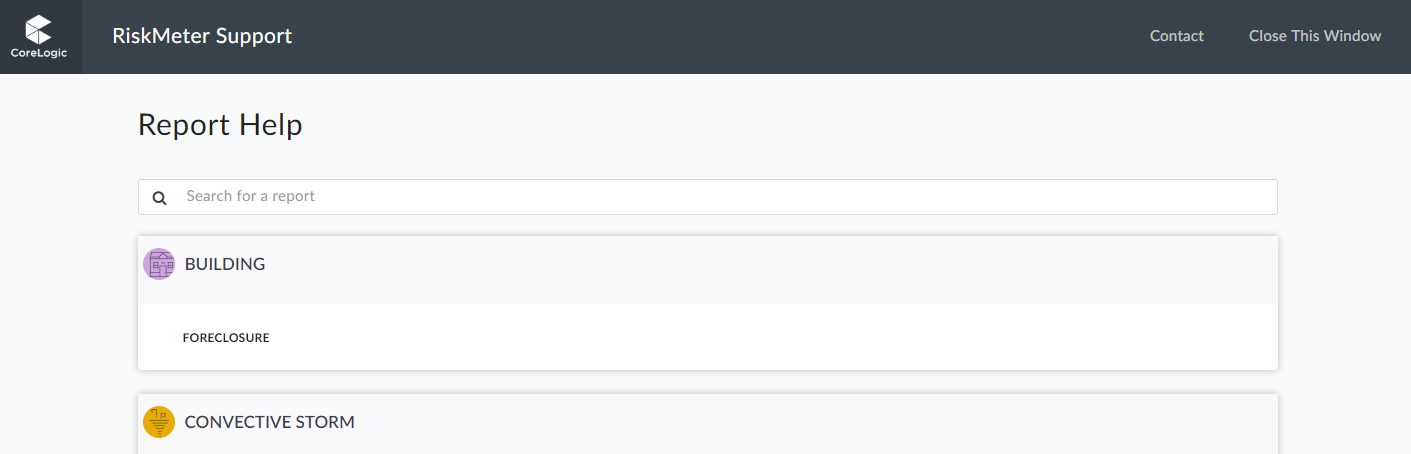 CoreLogic
RiskMeter Support
Contact
Close This Window
Report Help
Search for a report
BUILDING
FORECLOSURE
CONVECTIVE STORM